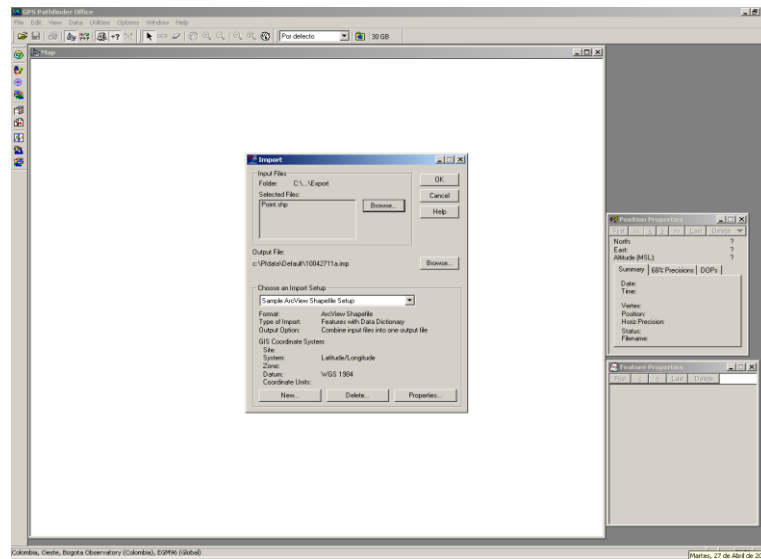 GPS Pathfinder Office
File Edit View Data Utilities Options Window Help
Por defecto
30 GB
Map
Import
Input Files
Folder: C:\...\Export
Selected Files:
Point.shp
Browse...
OK
Cancel
Help
Output File:
c:\Pfdata\Default\10042711a.imp
Browse...
Choose an Import Setup
Sample ArcView Shapefile Setup
Format: ArcView Shapefile
Type of Import: Features with Data Dictionary
Output Option: Combine input files into one output file
GIS Coordinate System:
Site:
System: Latitude/Longitude
Zone:
Datum: WGS 1984
Coordinate Units:
New... Delete... Properties...
Position Properties
First << < > >> Last Delete
North: ?
East: ?
Altitude (MSL): ?
Summary 68% Precisions DOPs
Date:
Time:
Vertex:
Position:
Horiz.Precision:
Status:
Filename:
Feature Properties
First < > Last Delete
Colombia, Oeste, Bogota Observatory (Colombia), EGM96 (Global)
Martes, 27 de Abril de 20